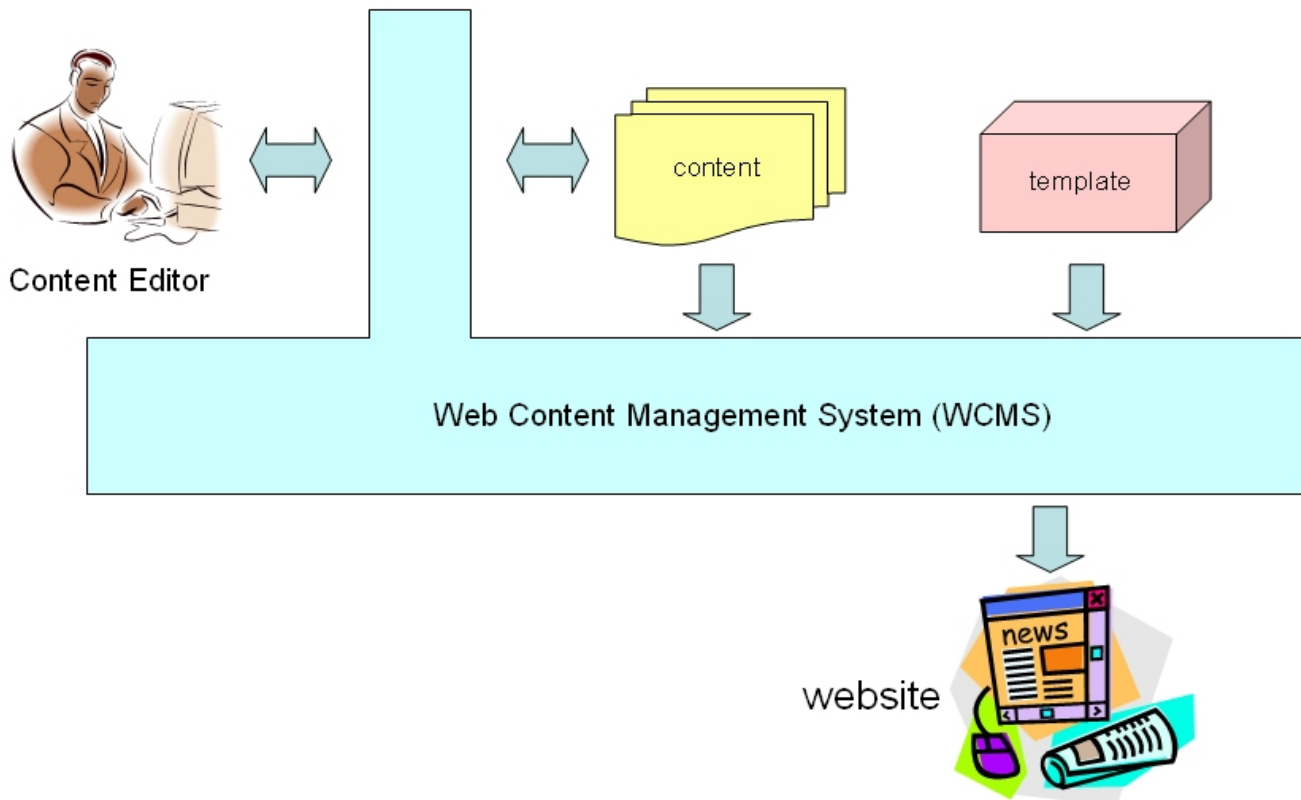 content
template
Content Editor
Web Content Management System (WCMS)
news
website